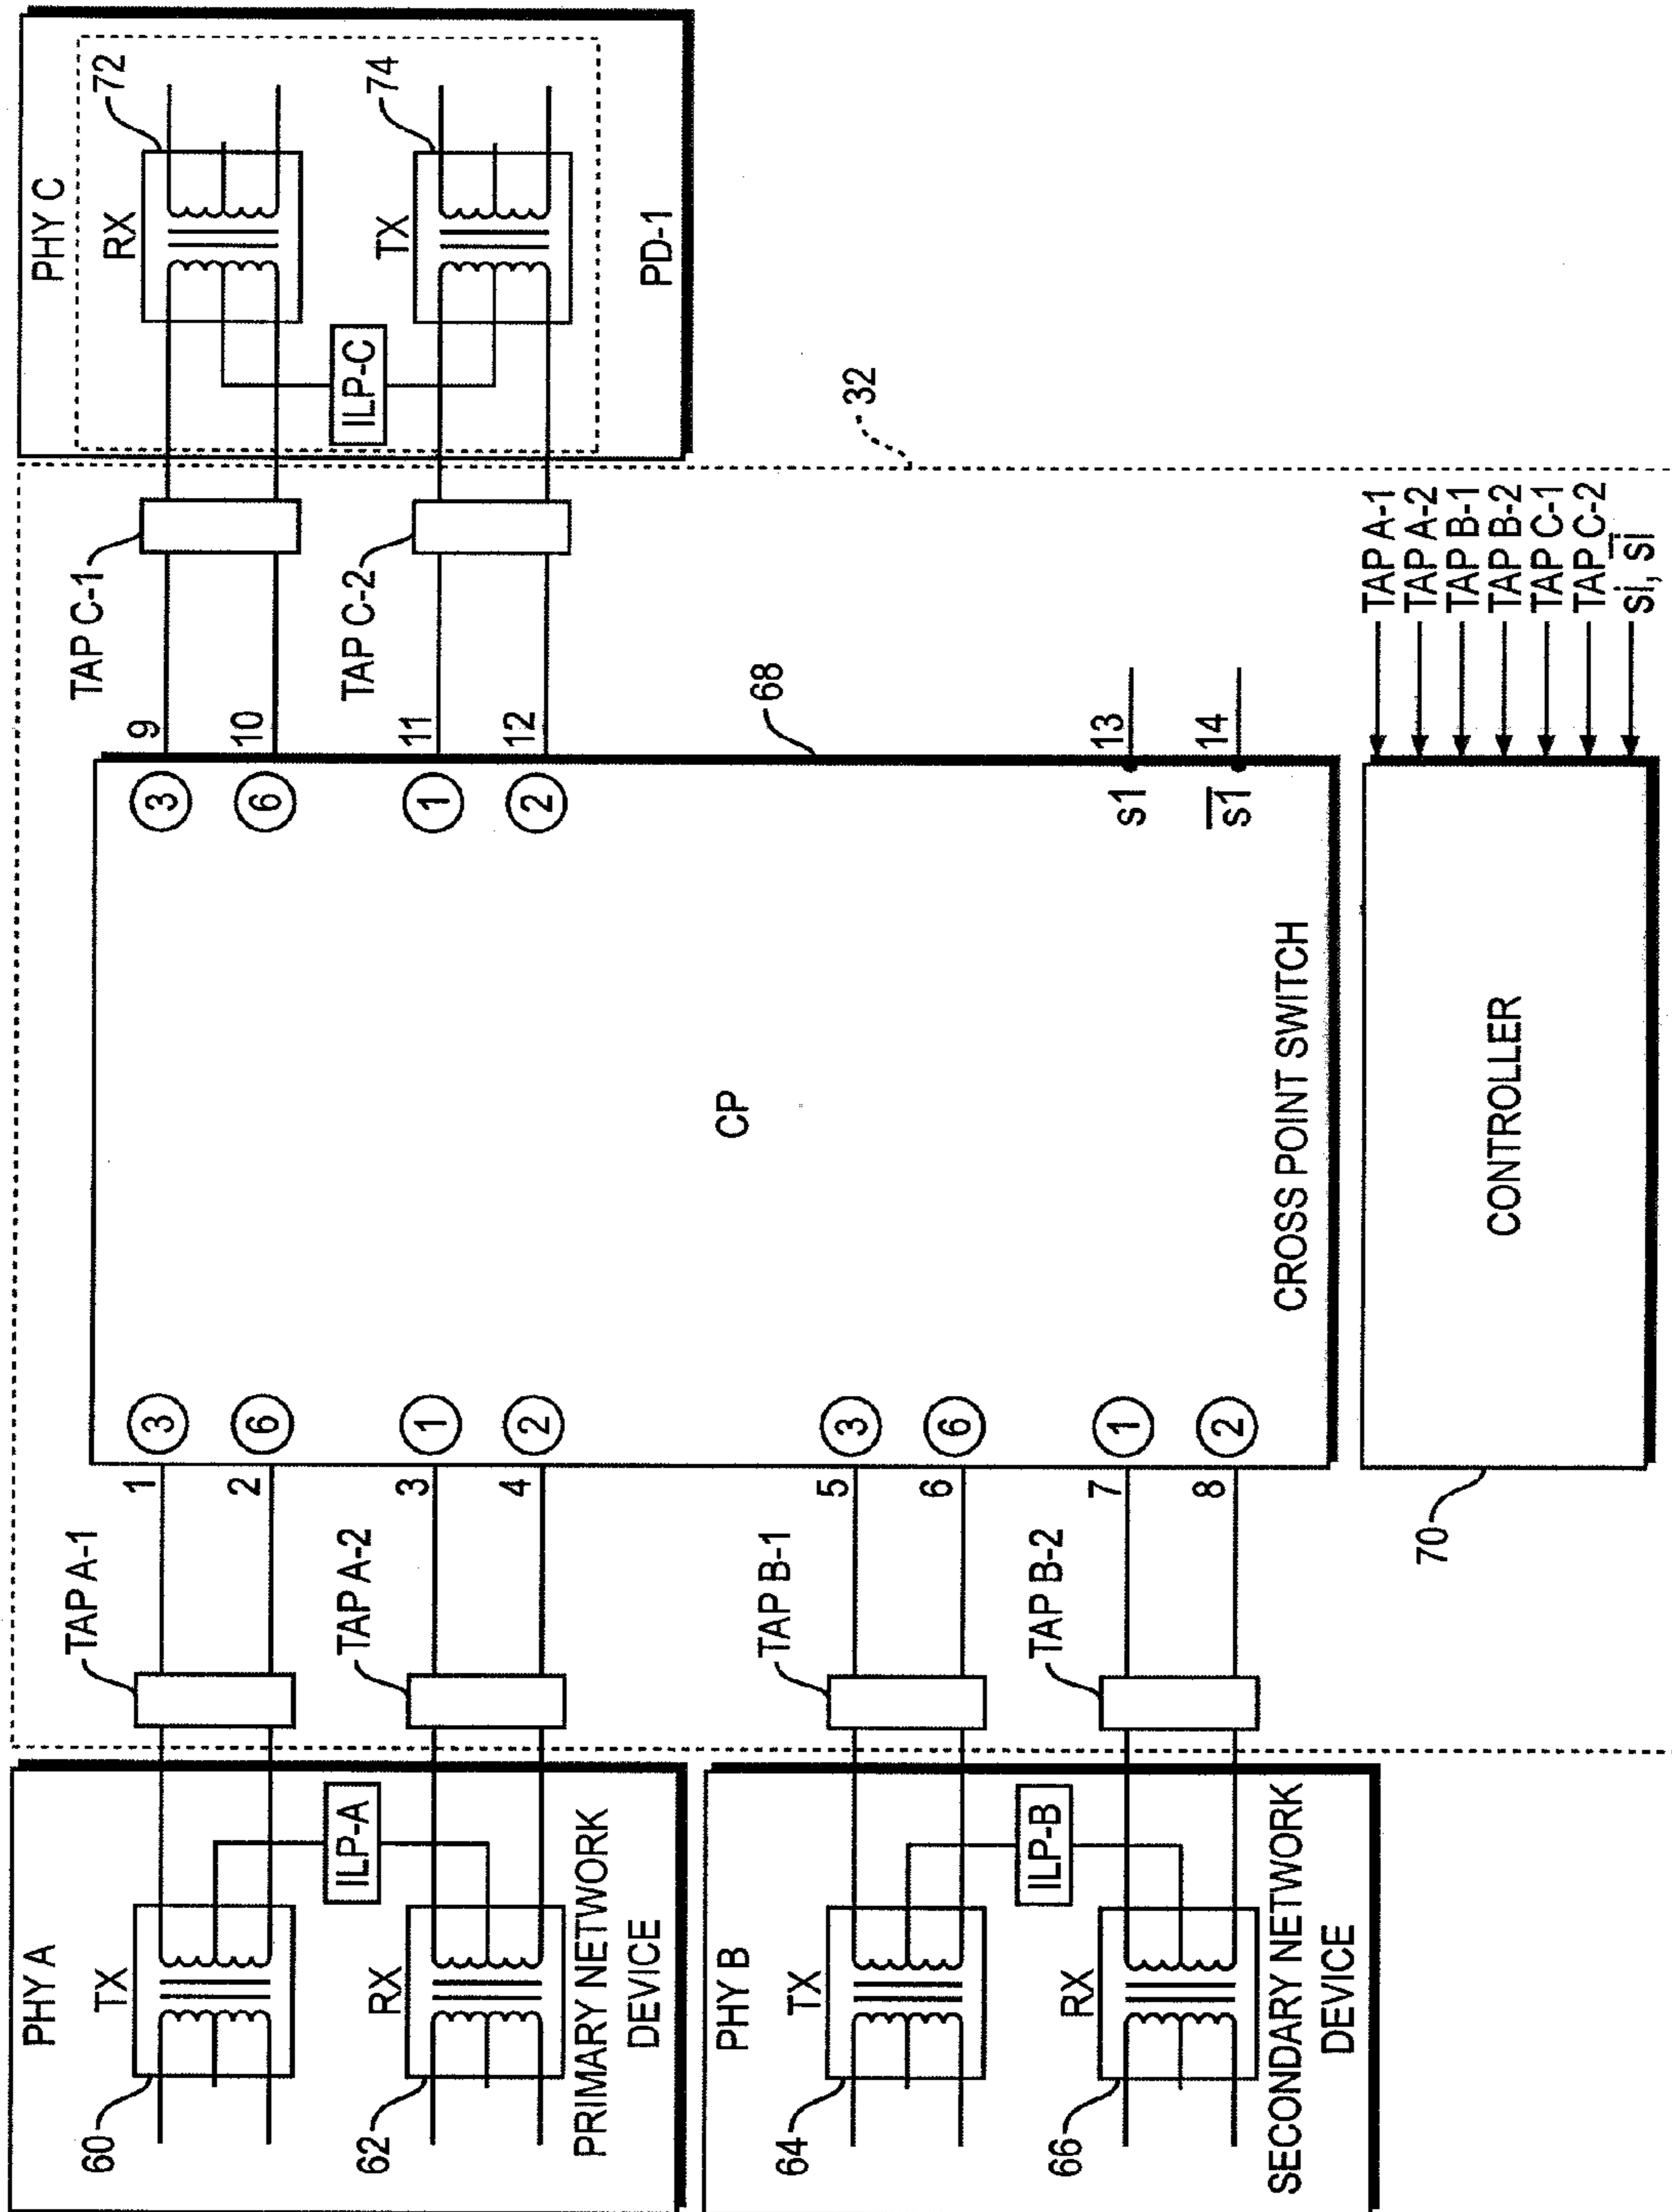 PHY A
TX
60
ILP-A
RX
62
PRIMARY NETWORK
DEVICE
PHY B
TX
64
ILP-B
RX
66
SECONDARY NETWORK
DEVICE
TAP A-1
TAP A-2
TAP B-1
TAP B-2
1
2
3
4
5
6
7
8
3
6
1
2
3
6
1
2
CP
CROSS POINT SWITCH
3
6
1
2
s1
s̅1̅
9
10
11
12
13
14
68
TAP C-1
TAP C-2
32
PHY C
RX
72
ILP-C
TX
74
PD-1
CONTROLLER
70
TAP A-1
TAP A-2
TAP B-1
TAP B-2
TAP C-1
TAP C-2
si, s̅i̅